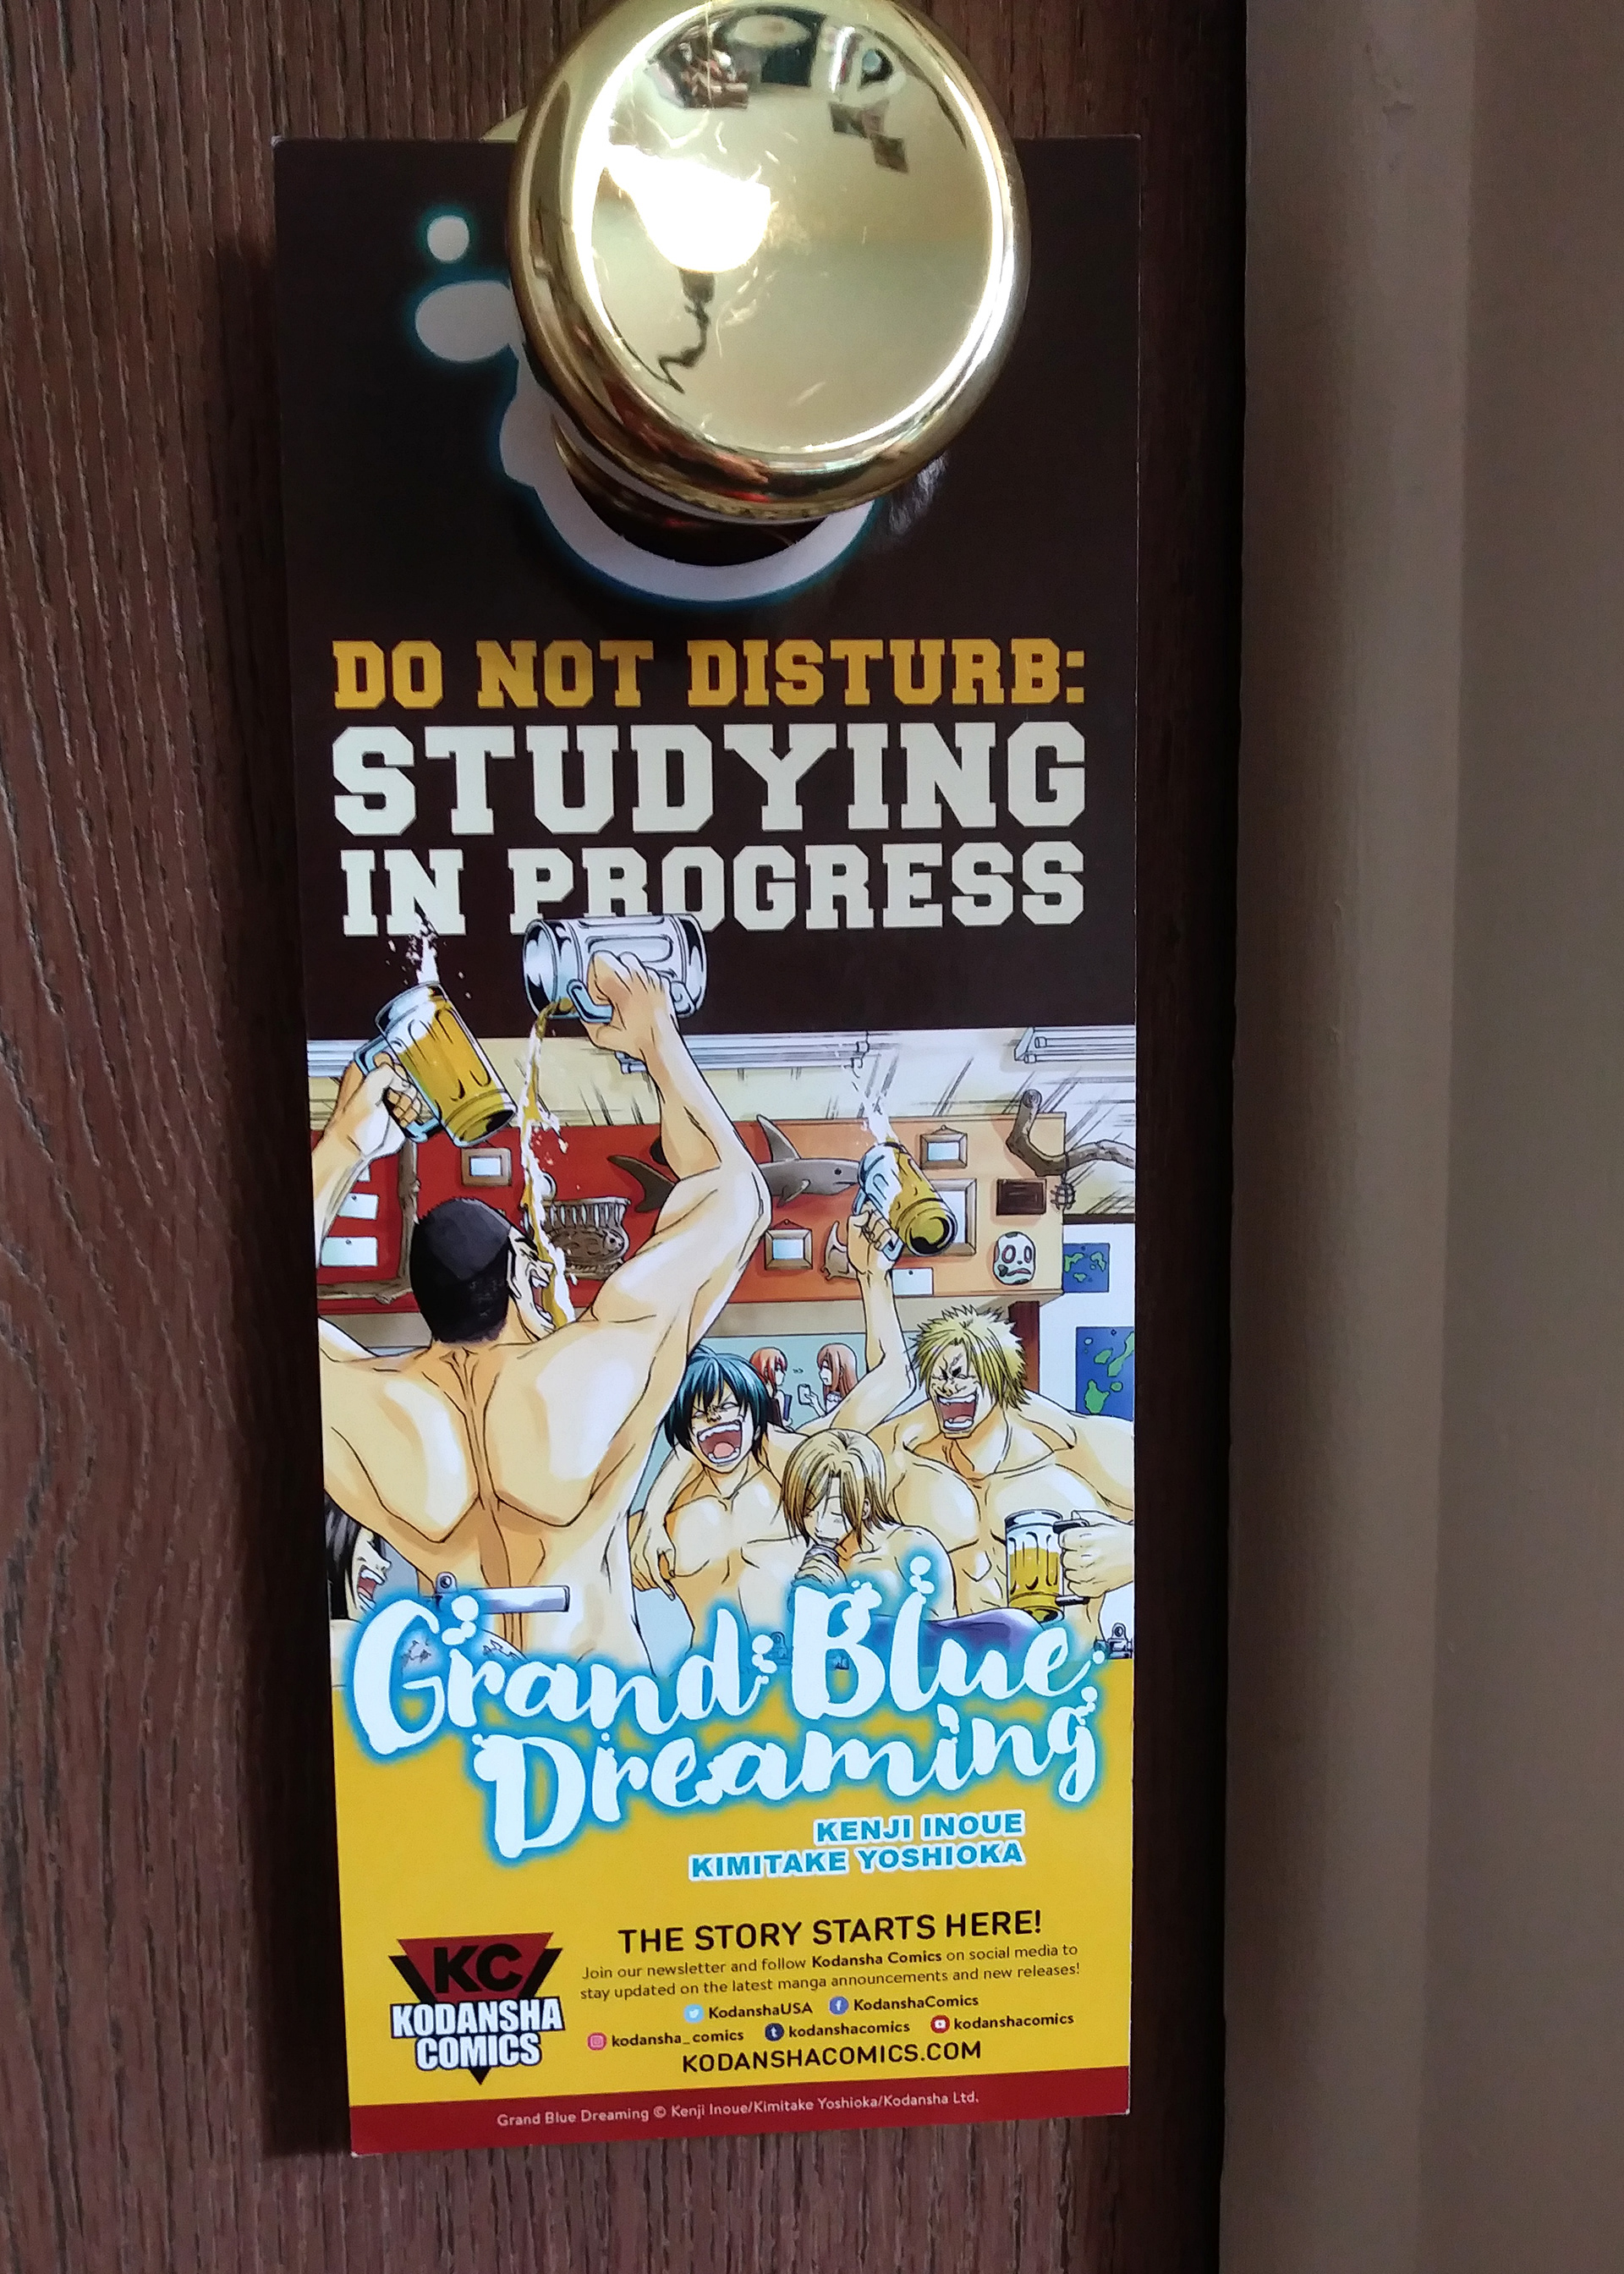 DO NOT DISTURB:
STUDYING
IN PROGRESS
Grand Blue
Dreaming
KENJI INOUE
KIMITAKE YOSHIOKA
THE STORY STARTS HERE!
Join our newsletter and follow Kodansha Comics on social media to
stay updated on the latest manga announcements and new releases!
KodanshaUSA KodanshaComics
kodansha_comics kodanshacomics kodanshacomics
KODANSHACOMICS.COM
KC
KODANSHA
COMICS
Grand Blue Dreaming © Kenji Inoue/Kimitake Yoshioka/Kodansha Ltd.